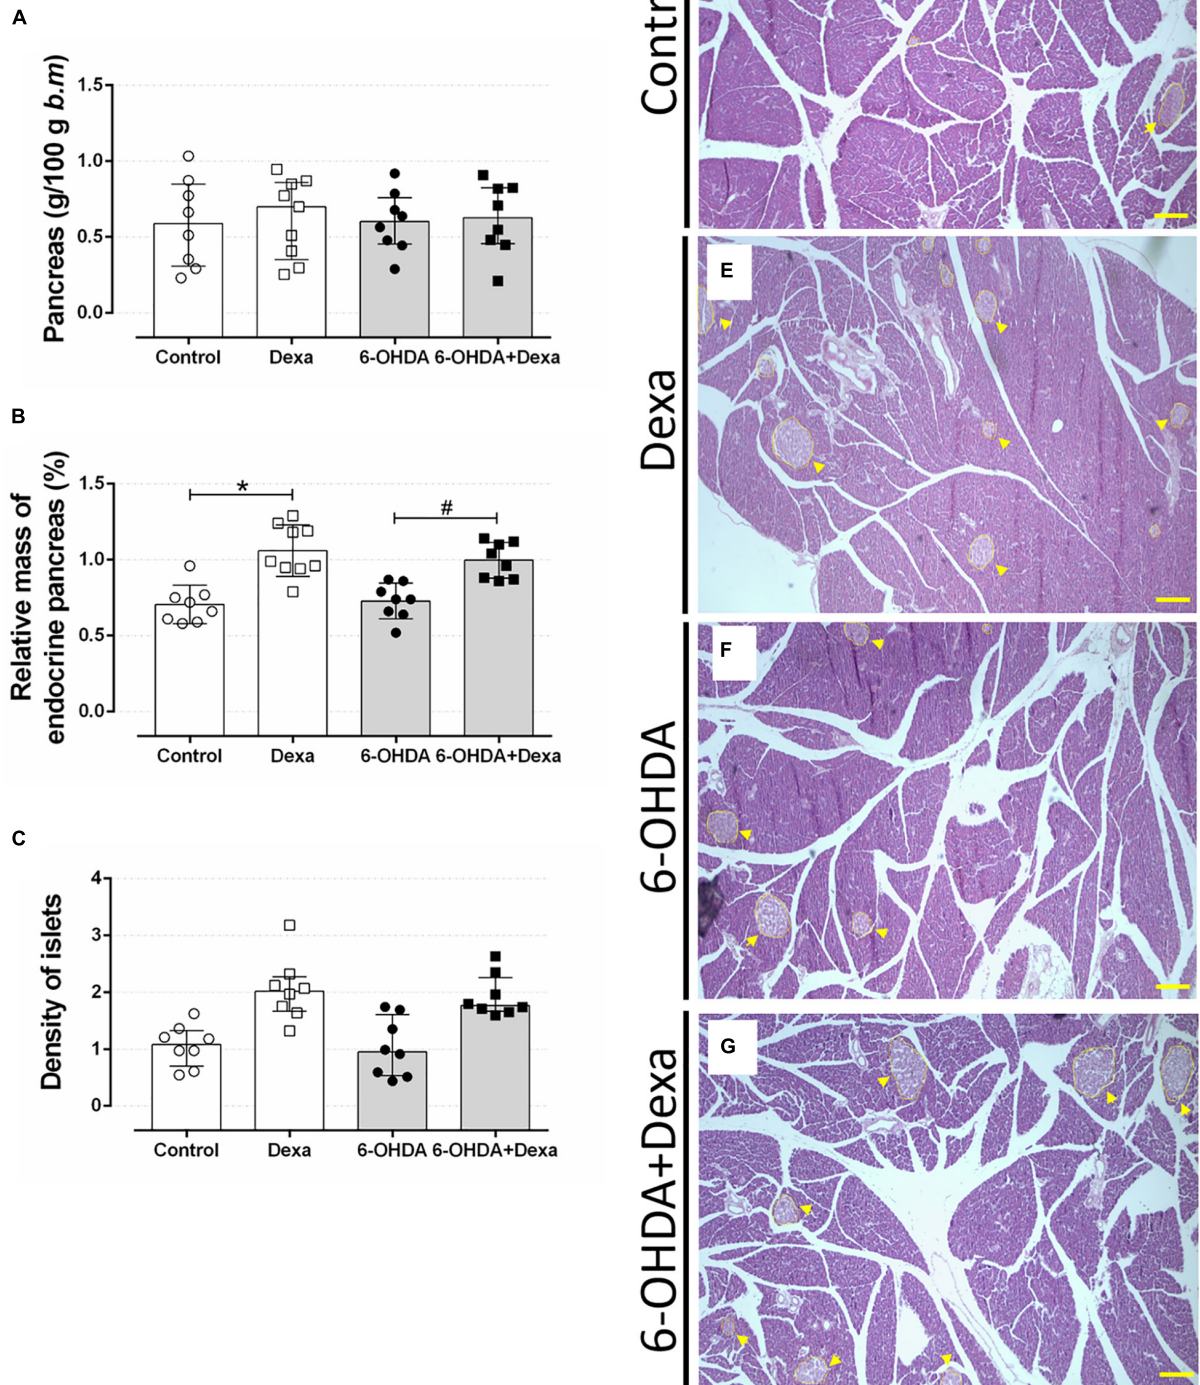 A
Pancreas (g/100 g b.m)
1.5
1.0
0.5
0.0
Control
Dexa
6-OHDA
6-OHDA+Dexa
B
Relative mass of
endocrine pancreas (%)
1.5
1.0
0.5
0.0
*
#
Control
Dexa
6-OHDA
6-OHDA+Dexa
C
Density of islets
4
3
2
1
0
Control
Dexa
6-OHDA
6-OHDA+Dexa
Contr
E
Dexa
F
6-OHDA
G
6-OHDA+Dexa